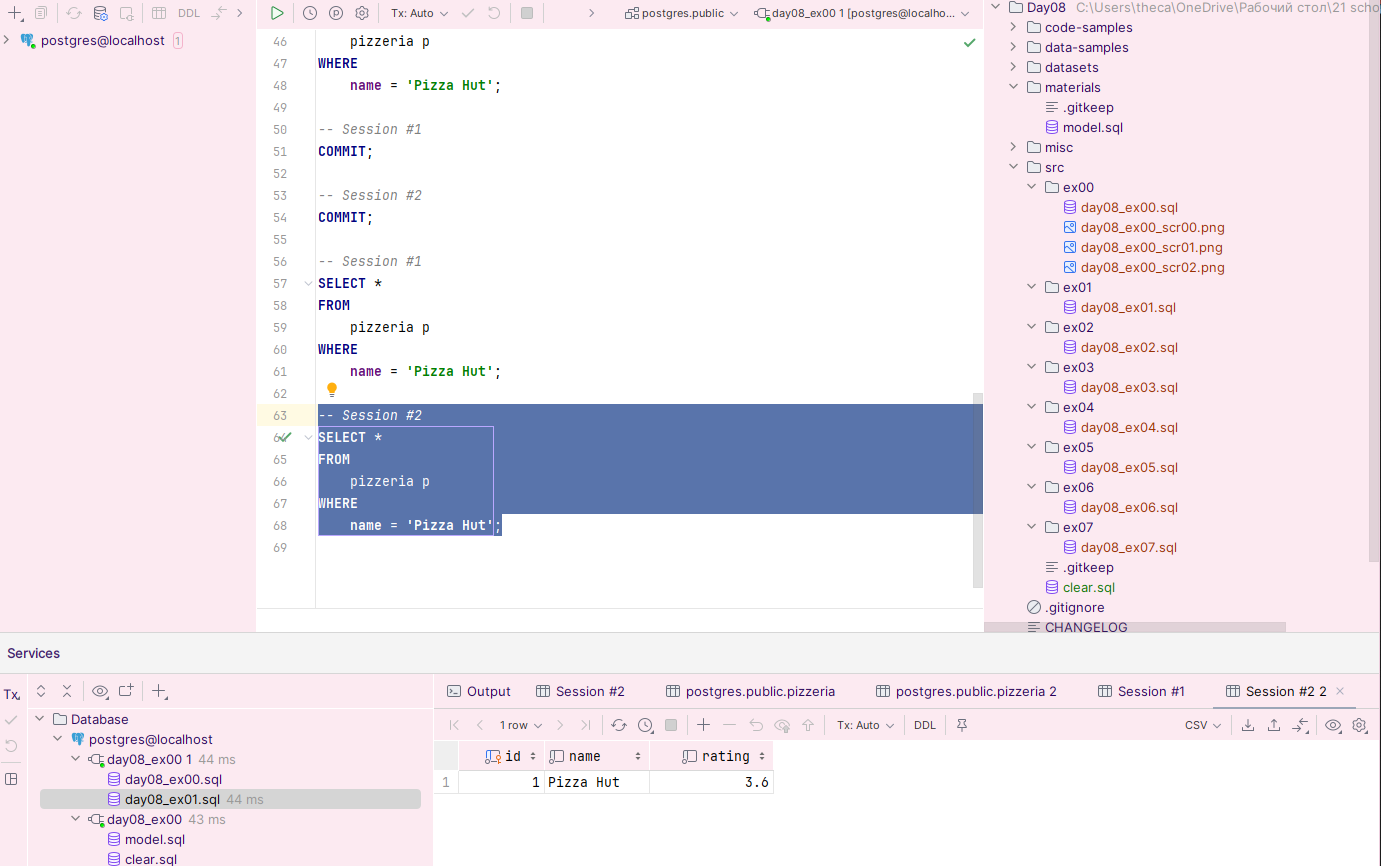 DDL
Tx: Auto
postgres.public
day08_ex00 1 [postgres@localho...
postgres@localhost 1
46 pizzeria p
47 WHERE
48 name = 'Pizza Hut';
49
50 -- Session #1
51 COMMIT;
52
53 -- Session #2
54 COMMIT;
55
56 -- Session #1
57 SELECT *
58 FROM
59 pizzeria p
60 WHERE
61 name = 'Pizza Hut';
62
63 -- Session #2
64 SELECT *
65 FROM
66 pizzeria p
67 WHERE
68 name = 'Pizza Hut';
69
Day08 C:\Users\theca\OneDrive\Рабочий стол\21 scho
code-samples
data-samples
datasets
materials
.gitkeep
model.sql
misc
src
ex00
day08_ex00.sql
day08_ex00_scr00.png
day08_ex00_scr01.png
day08_ex00_scr02.png
ex01
day08_ex01.sql
ex02
day08_ex02.sql
ex03
day08_ex03.sql
ex04
day08_ex04.sql
ex05
day08_ex05.sql
ex06
day08_ex06.sql
ex07
day08_ex07.sql
.gitkeep
clear.sql
.gitignore
CHANGELOG
Services
Tx
Database
postgres@localhost
day08_ex00 1 44 ms
day08_ex00.sql
day08_ex01.sql 44 ms
day08_ex00 43 ms
model.sql
clear.sql
Output
Session #2
postgres.public.pizzeria
postgres.public.pizzeria 2
Session #1
Session #2 2
1 row
Tx: Auto
DDL
CSV
id name rating
1 1 Pizza Hut 3.6